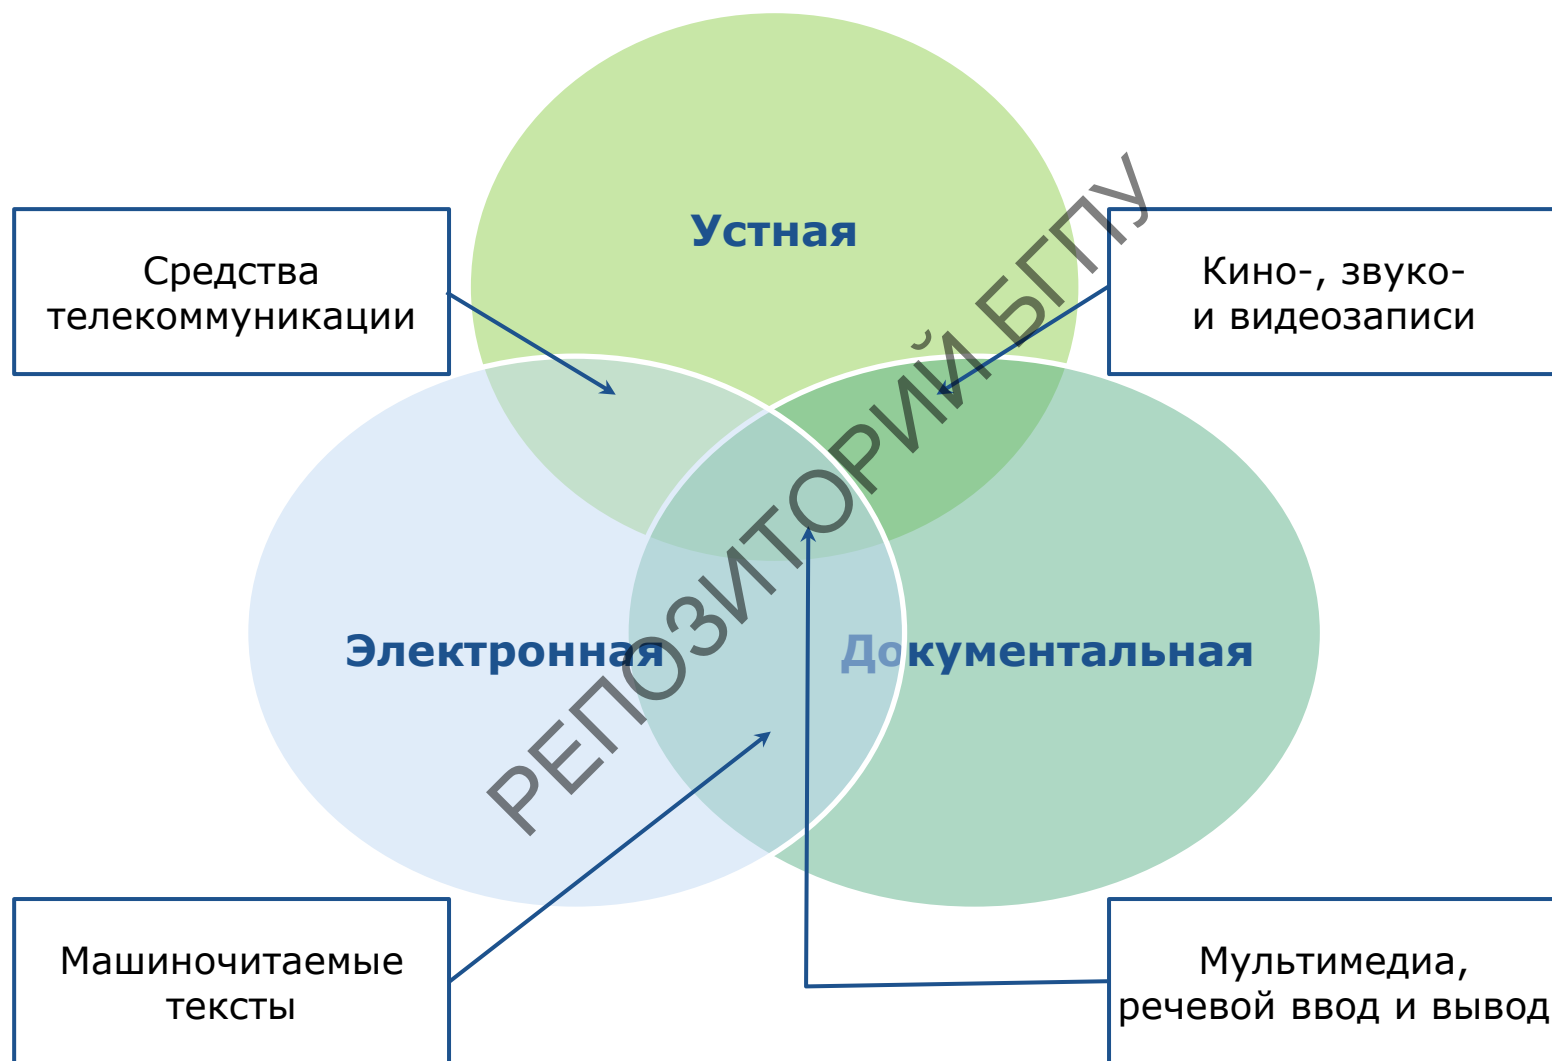 Устная
Средства
телекоммуникации
Кино-, звуко-
и видеозаписи
РЕПОЗИТОРИЙ БГПУ
Электронная
Документальная
Машиночитаемые
тексты
Мультимедиа,
речевой ввод и вывод